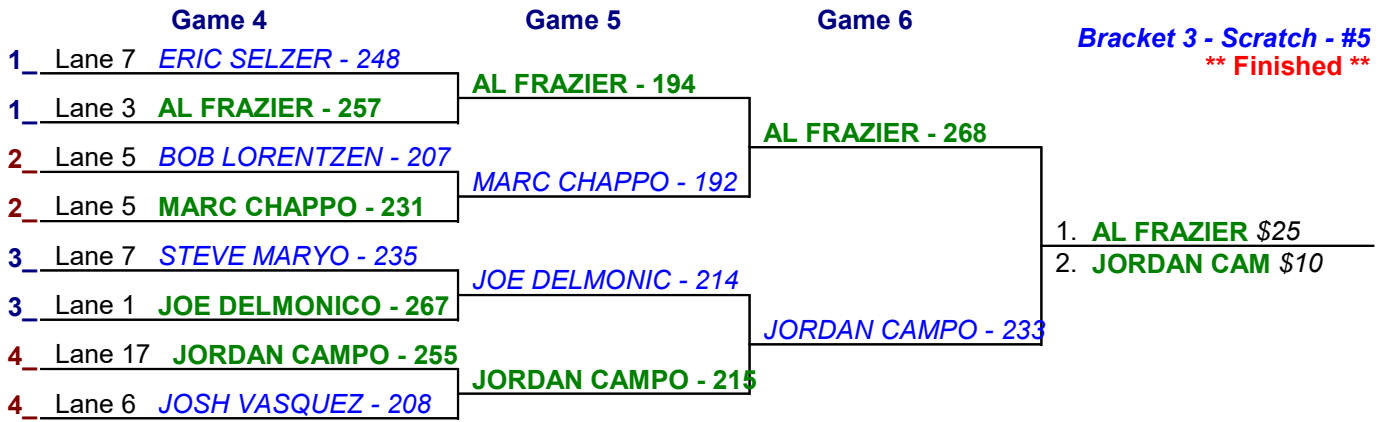 Game 4 Game 5 Game 6
Bracket 3 - Scratch - #5
** Finished **
1_ Lane 7 ERIC SELZER - 248
AL FRAZIER - 194
1_ Lane 3 AL FRAZIER - 257
AL FRAZIER - 268
2_ Lane 5 BOB LORENTZEN - 207
MARC CHAPPO - 192
2_ Lane 5 MARC CHAPPO - 231
1. AL FRAZIER $25
2. JORDAN CAM $10
3_ Lane 7 STEVE MARYO - 235
JOE DELMONIC - 214
3_ Lane 1 JOE DELMONICO - 267
JORDAN CAMPO - 233
4_ Lane 17 JORDAN CAMPO - 255
JORDAN CAMPO - 215
4_ Lane 6 JOSH VASQUEZ - 208